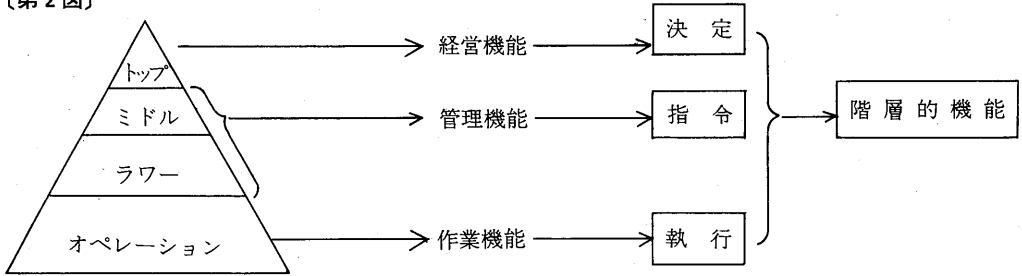 〔第2図〕
トップ
ミドル
ラワー
オペレーション
経営機能
管理機能
作業機能
決定
指令
執行
階層的機能